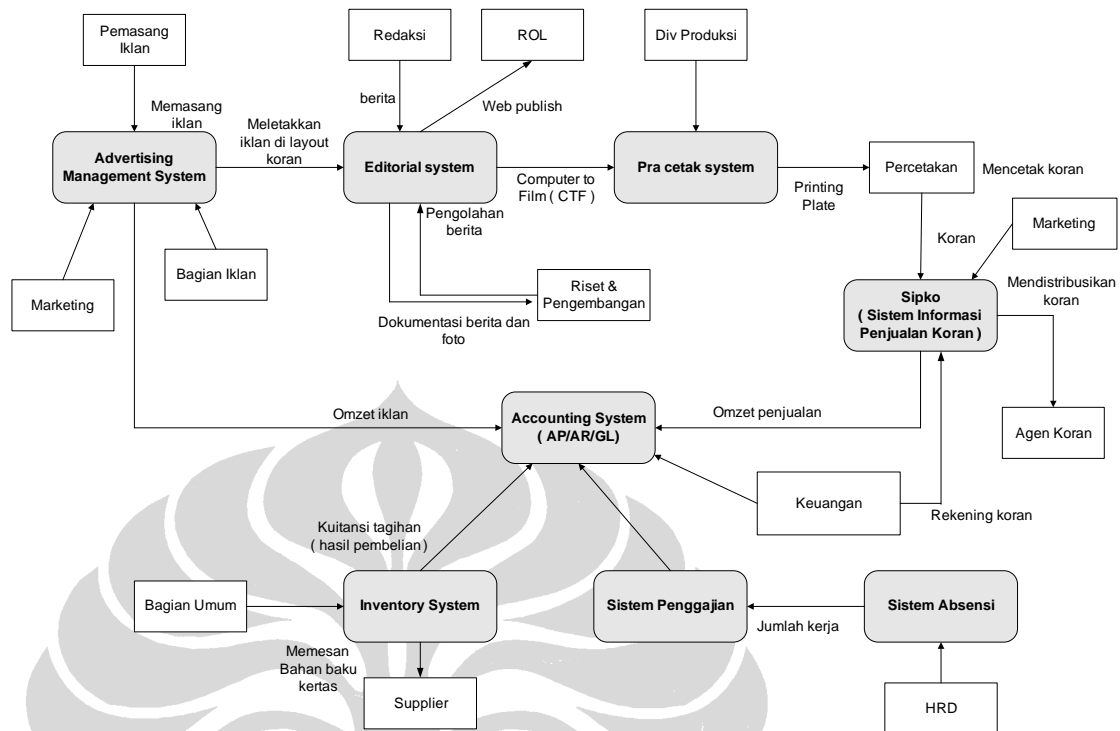 Pemasang
Iklan
Redaksi
ROL
Div Produksi
Memasang
iklan
berita
Web publish
Advertising
Management System
Meletakkan
iklan di layout
koran
Editorial system
Computer to
Film ( CTF )
Pra cetak system
Printing
Plate
Percetakan
Mencetak koran
Marketing
Koran
Marketing
Bagian Iklan
Pengolahan
berita
Riset &
Pengembangan
Dokumentasi berita dan
foto
Sipko
( Sistem Informasi
Penjualan Koran )
Mendistribusikan
koran
Agen Koran
Omzet iklan
Accounting System
( AP/AR/GL)
Omzet penjualan
Keuangan
Rekening koran
Kuitansi tagihan
( hasil pembelian )
Bagian Umum
Inventory System
Sistem Penggajian
Jumlah kerja
Sistem Absensi
Memesan
Bahan baku
kertas
Supplier
HRD